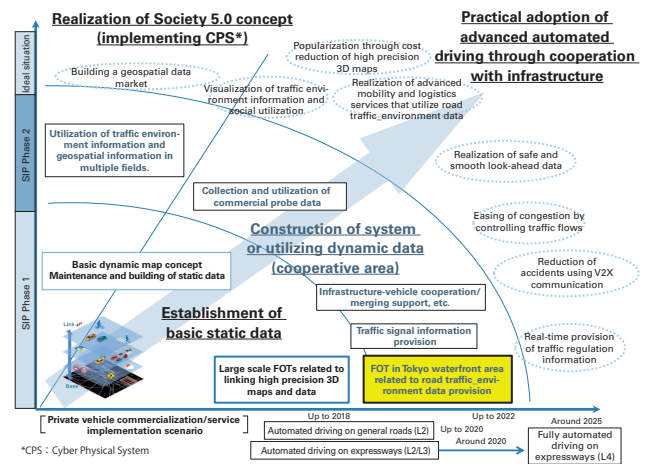 Realization of Society 5.0 concept
(implementing CPS*)
Practical adoption of
advanced automated
driving through cooperation
with infrastructure
Ideal situation
SIP Phase 2
SIP Phase 1
Building a geospatial data
market
Popularization through cost
reduction of high precision
3D maps
Visualization of traffic envi-
ronment information and
social utilization
Realization of advanced
mobility and logistics
services that utilize road
traffic_environment data
Utilization of traffic environ-
ment information and
geospatial information in
multiple fields.
Realization of safe and
smooth look-ahead data
Collection and utilization of
commercial probe data
Easing of congestion by
controlling traffic flows
Construction of system
or utilizing dynamic data
(cooperative area)
Basic dynamic map concept
Maintenance and building of static data
Reduction of
accidents using V2X
communication
Infrastructure-vehicle cooperation/
merging support, etc.
Establishment of
basic static data
Traffic signal information
provision
Real-time provision
of traffic regulation
information
Link
Base
Large scale FOTs related to
linking high precision 3D
maps and data
FOT in Tokyo waterfront area
related to road traffic_envi-
ronment data provision
Private vehicle commercialization/service
implementation scenario
Up to 2018
Up to 2022
Around 2025
Automated driving on general roads (L2)
Up to 2020
Automated driving on expressways (L2/L3)
Around 2020
Fully automated
driving on
expressways (L4)
*CPS : Cyber Physical System